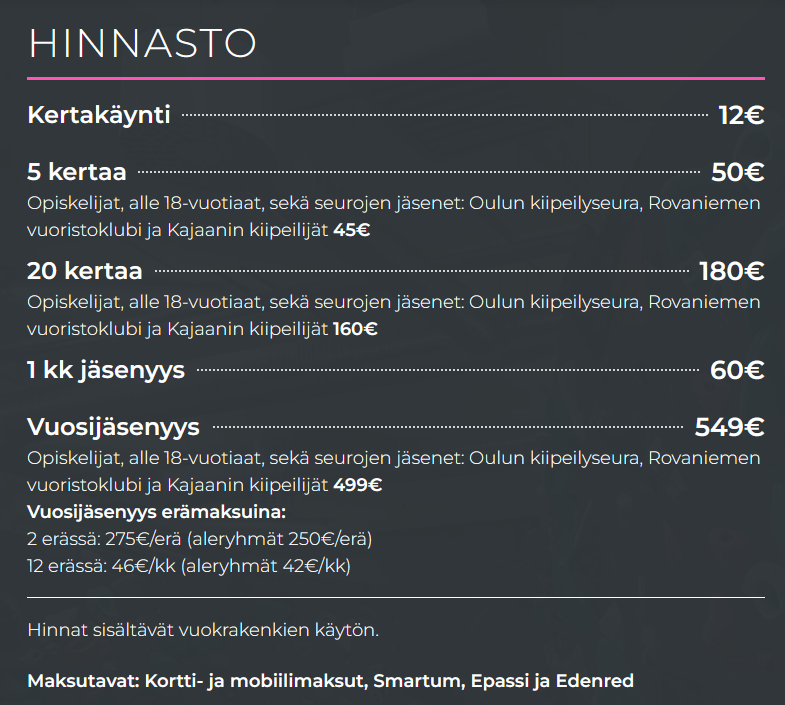 HINNASTO
Kertakäynti 12€
5 kertaa 50€
Opiskelijat, alle 18-vuotiaat, sekä seurojen jäsenet: Oulun kiipeilyseura, Rovaniemen
vuoristoklubi ja Kajaanin kiipeilijät 45€
20 kertaa 180€
Opiskelijat, alle 18-vuotiaat, sekä seurojen jäsenet: Oulun kiipeilyseura, Rovaniemen
vuoristoklubi ja Kajaanin kiipeilijät 160€
1 kk jäsenyys 60€
Vuosijäsenyys 549€
Opiskelijat, alle 18-vuotiaat, sekä seurojen jäsenet: Oulun kiipeilyseura, Rovaniemen
vuoristoklubi ja Kajaanin kiipeilijät 499€
Vuosijäsenyys erämaksuina:
2 erässä: 275€/erä (aleryhmät 250€/erä)
12 erässä: 46€/kk (aleryhmät 42€/kk)
Hinnat sisältävät vuokrakenkien käytön.
Maksutavat: Kortti- ja mobiilimaksut, Smartum, Epassi ja Edenred